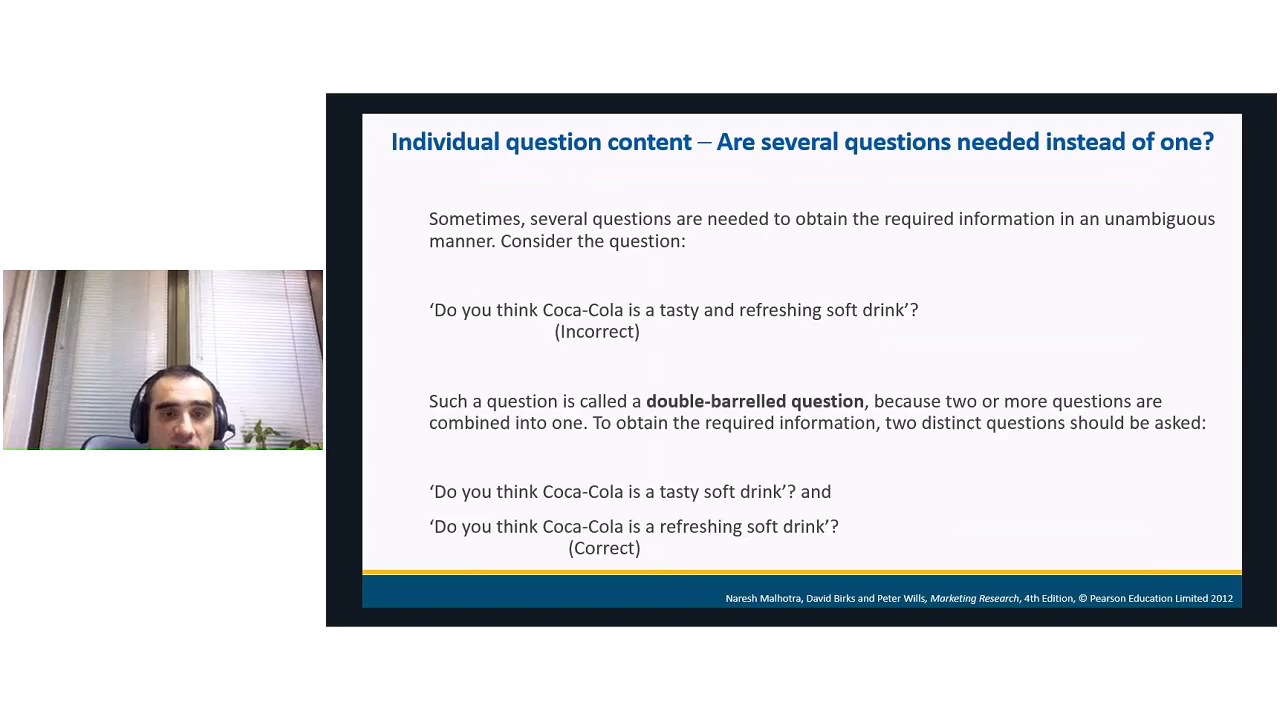 Individual question content – Are several questions needed instead of one?
Sometimes, several questions are needed to obtain the required information in an unambiguous
manner. Consider the question:
‘Do you think Coca-Cola is a tasty and refreshing soft drink’?
(Incorrect)
Such a question is called a double-barrelled question, because two or more questions are
combined into one. To obtain the required information, two distinct questions should be asked:
‘Do you think Coca-Cola is a tasty soft drink’? and
‘Do you think Coca-Cola is a refreshing soft drink’?
(Correct)
Naresh Malhotra, David Birks and Peter Wills, Marketing Research, 4th Edition, © Pearson Education Limited 2012